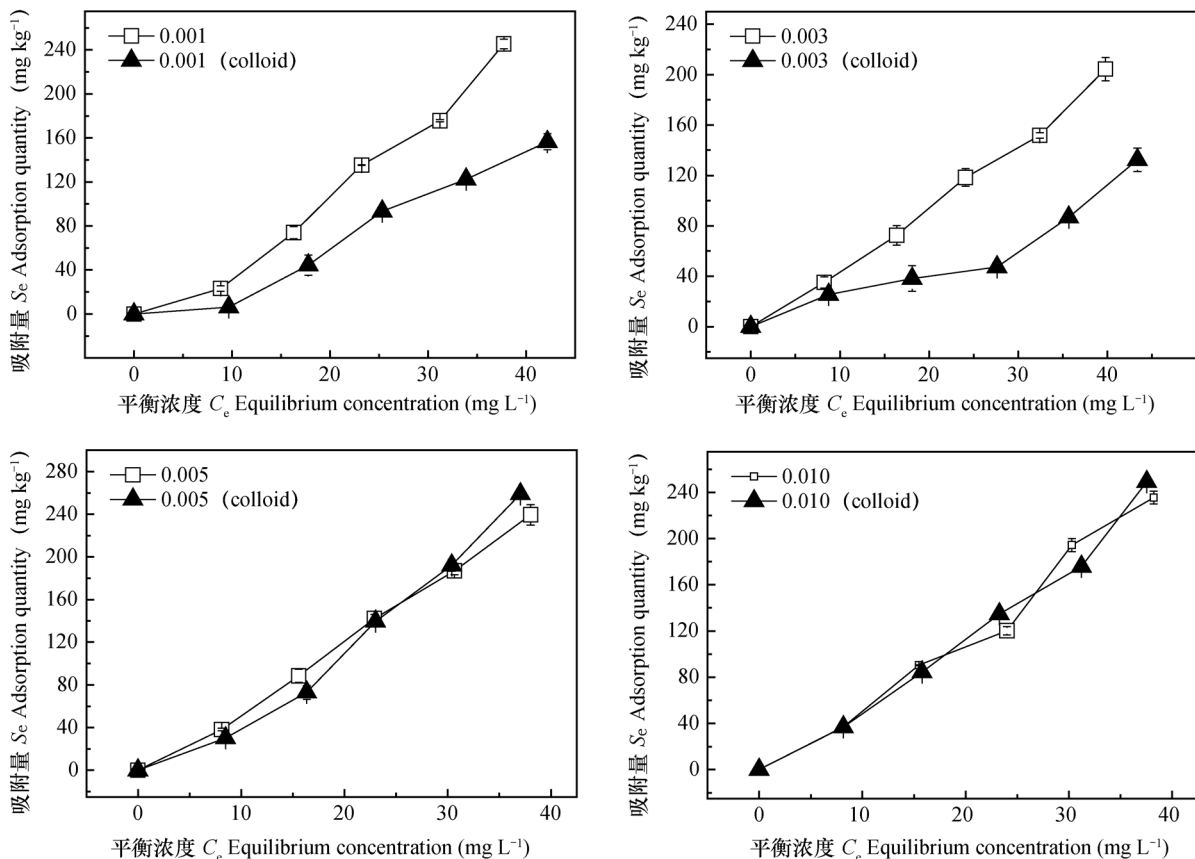 吸附量 Se Adsorption quantity (mg kg⁻¹)
240
200
160
120
80
40
0
0.001
0.001 (colloid)
0 10 20 30 40
平衡浓度 Ce Equilibrium concentration (mg L⁻¹)
吸附量 Se Adsorption quantity (mg kg⁻¹)
240
200
160
120
80
40
0
0.003
0.003 (colloid)
0 10 20 30 40
平衡浓度 Ce Equilibrium concentration (mg L⁻¹)
吸附量 Se Adsorption quantity (mg kg⁻¹)
280
240
200
160
120
80
40
0
0.005
0.005 (colloid)
0 10 20 30 40
平衡浓度 Ce Equilibrium concentration (mg L⁻¹)
吸附量 Se Adsorption quantity (mg kg⁻¹)
240
200
160
120
80
40
0
0.010
0.010 (colloid)
0 10 20 30 40
平衡浓度 Ce Equilibrium concentration (mg L⁻¹)